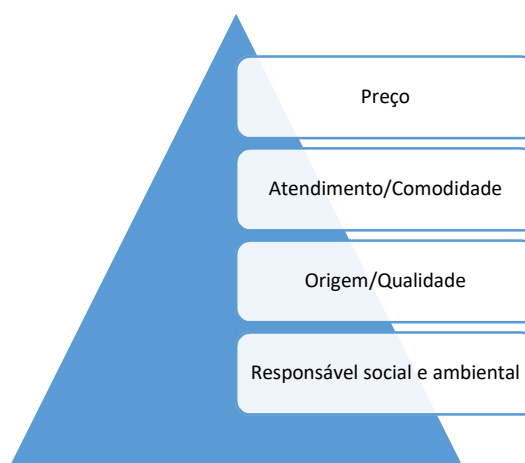 Preço
Atendimento/Comodidade
Origem/Qualidade
Responsável social e ambiental